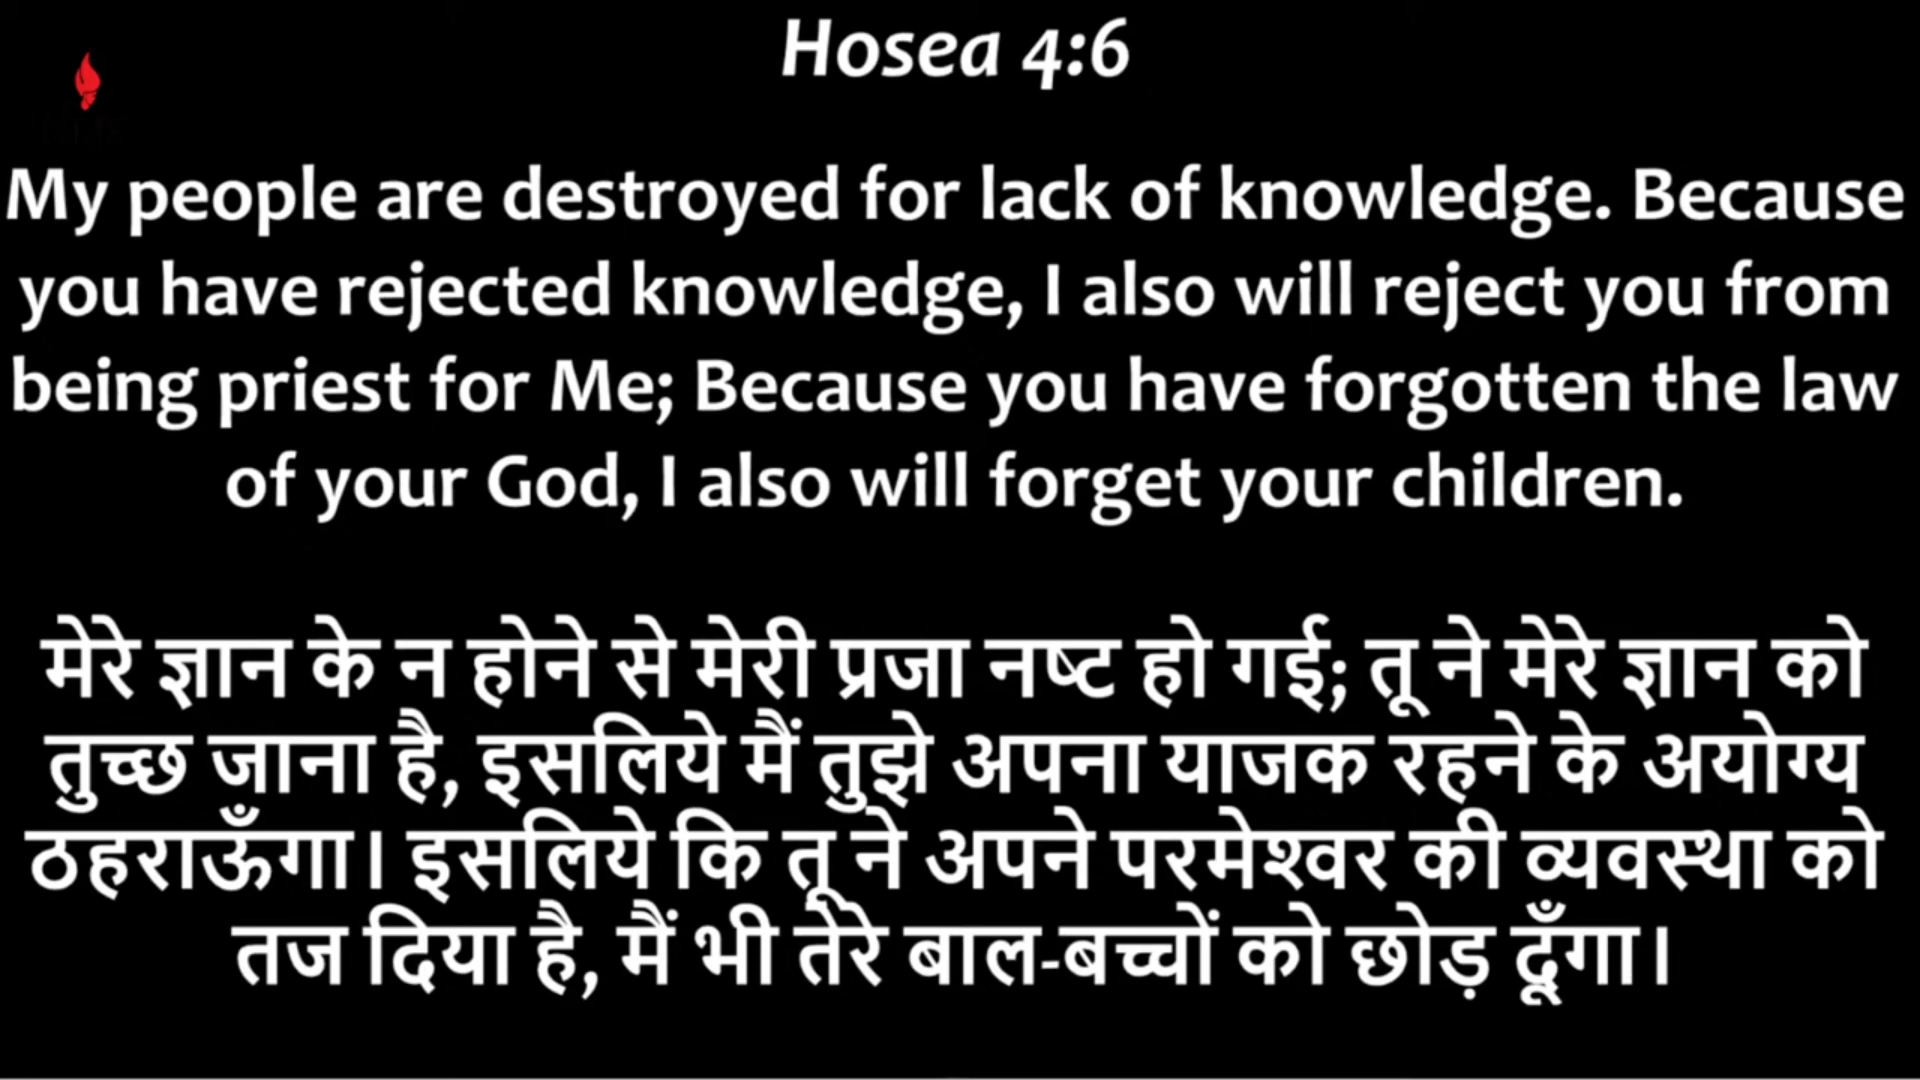 Hosea 4:6
My people are destroyed for lack of knowledge. Because
you have rejected knowledge, I also will reject you from
being priest for Me; Because you have forgotten the law
of your God, I also will forget your children.
मेरे ज्ञान के न होने से मेरी प्रजा नष्ट हो गई; तू ने मेरे ज्ञान को
तुच्छ जाना है, इसलिये मैं तुझे अपना याजक रहने के अयोग्य
ठहराऊँगा। इसलिये कि तू ने अपने परमेश्वर की व्यवस्था को
तज दिया है, मैं भी तेरे बाल-बच्चों को छोड़ दूँगा।